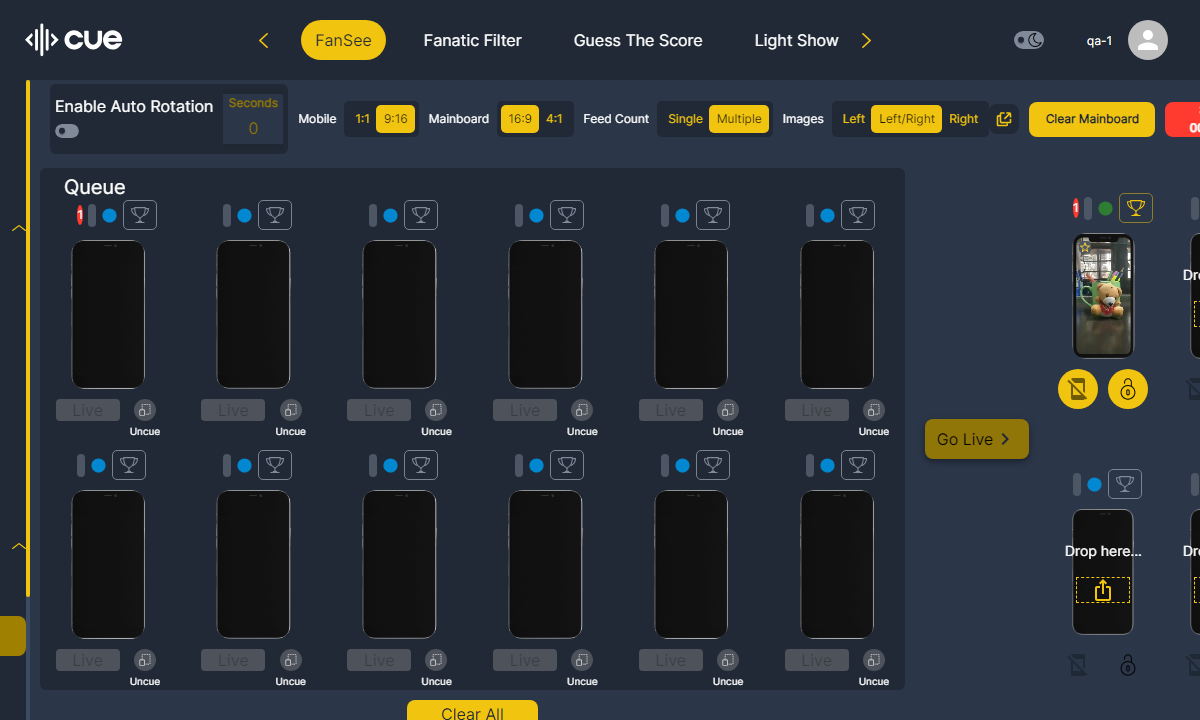 CUE
FanSee
Fanatic Filter
Guess The Score
Light Show
qa-1
Enable Auto Rotation
Seconds
0
Mobile
1:1
9:16
Mainboard
16:9
4:1
Feed Count
Single
Multiple
Images
Left
Left/Right
Right
Clear Mainboard
Queue
1
1
Live
Uncue
Live
Uncue
Live
Uncue
Live
Uncue
Live
Uncue
Live
Uncue
Go Live
Drop here...
Live
Uncue
Live
Uncue
Live
Uncue
Live
Uncue
Live
Uncue
Live
Uncue
Clear All